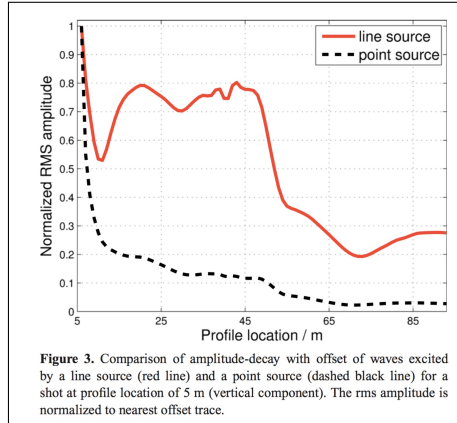 line source
point source
1
0.9
0.8
0.7
0.6
0.5
0.4
0.3
0.2
0.1
0
Normalized RMS amplitude
5
25
45
65
85
Profile location / m
Figure 3. Comparison of amplitude-decay with offset of waves excited
by a line source (red line) and a point source (dashed black line) for a
shot at profile location of 5 m (vertical component). The rms amplitude is
normalized to nearest offset trace.